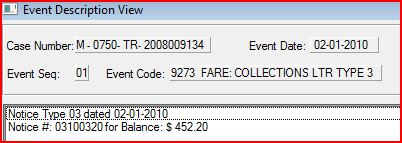 Event Description View
Case Number: M - 0750- TR- 2008009134 Event Date: 02-01-2010
Event Seq: 01 Event Code: 9273 FARE: COLLECTIONS LTR TYPE 3
Notice Type 03 dated 02-01-2010
Notice #: 03100320 for Balance: $ 452.20